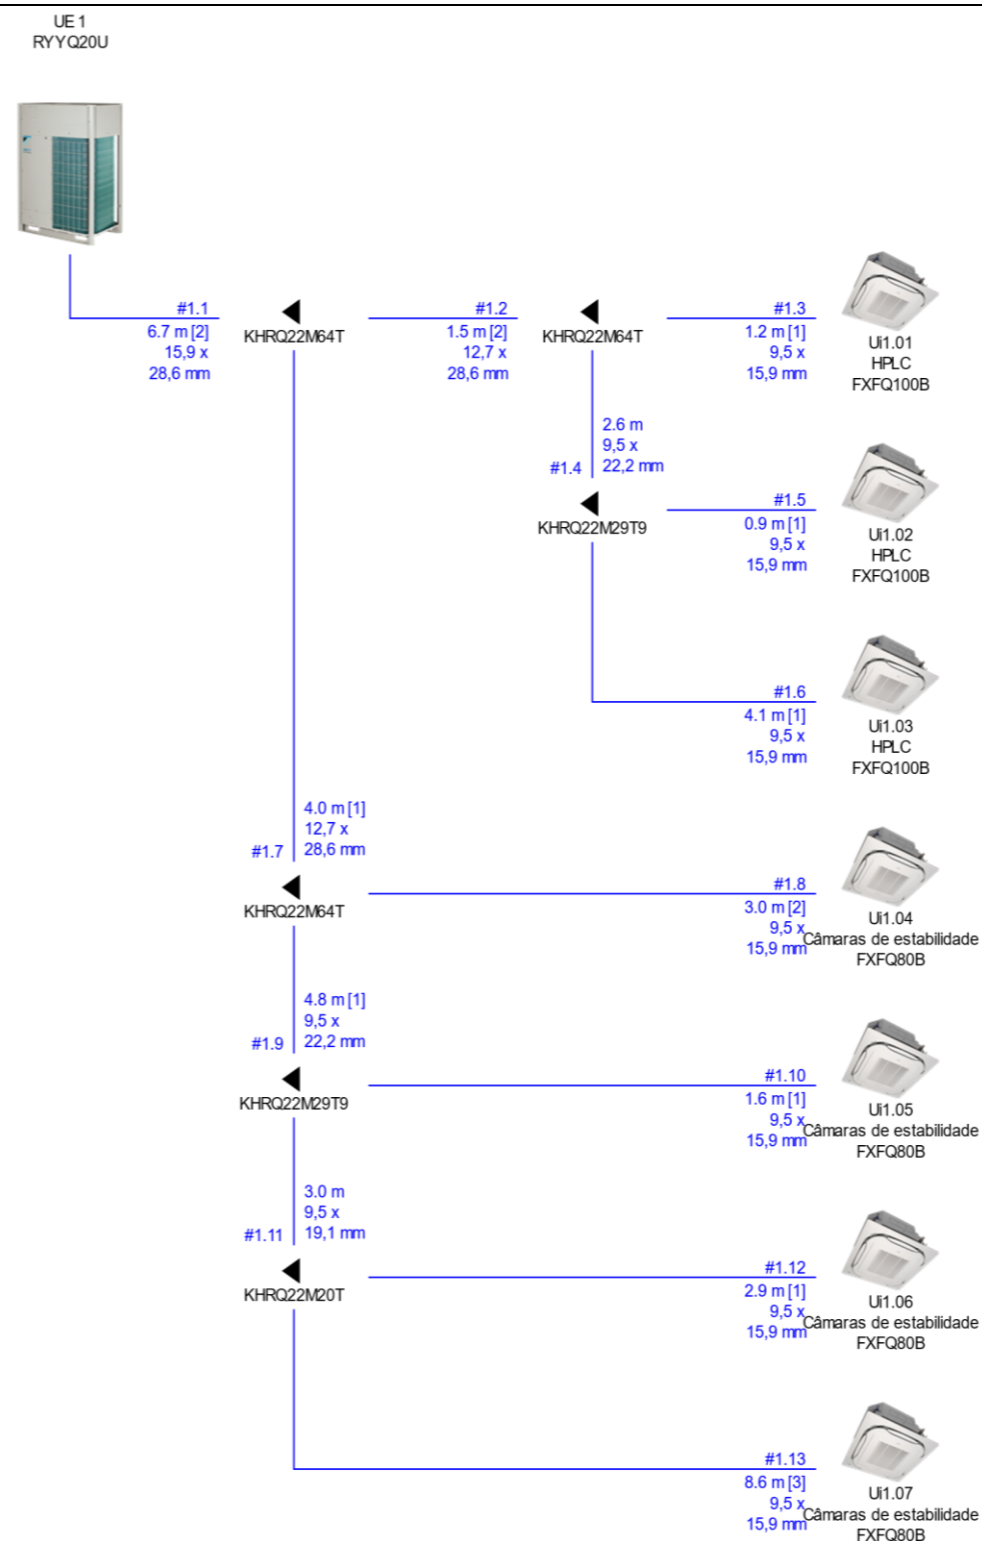 UE 1
RYYQ20U
#1.1
6.7 m [2]
15,9 x
28,6 mm
KHRQ22M64T
#1.2
1.5 m [2]
12,7 x
28,6 mm
KHRQ22M64T
#1.3
1.2 m [1]
9,5 x
15,9 mm
Ui1.01
HPLC
FXFQ100B
2.6 m
9,5 x
22,2 mm
#1.4
KHRQ22M29T9
#1.5
0.9 m [1]
9,5 x
15,9 mm
Ui1.02
HPLC
FXFQ100B
#1.6
4.1 m [1]
9,5 x
15,9 mm
Ui1.03
HPLC
FXFQ100B
4.0 m [1]
12,7 x
28,6 mm
#1.7
KHRQ22M64T
#1.8
3.0 m [2]
9,5 x
15,9 mm
Ui1.04
Câmaras de estabilidade
FXFQ80B
4.8 m [1]
9,5 x
22,2 mm
#1.9
KHRQ22M29T9
#1.10
1.6 m [1]
9,5 x
15,9 mm
Ui1.05
Câmaras de estabilidade
FXFQ80B
3.0 m
9,5 x
19,1 mm
#1.11
KHRQ22M20T
#1.12
2.9 m [1]
9,5 x
15,9 mm
Ui1.06
Câmaras de estabilidade
FXFQ80B
#1.13
8.6 m [3]
9,5 x
15,9 mm
Ui1.07
Câmaras de estabilidade
FXFQ80B